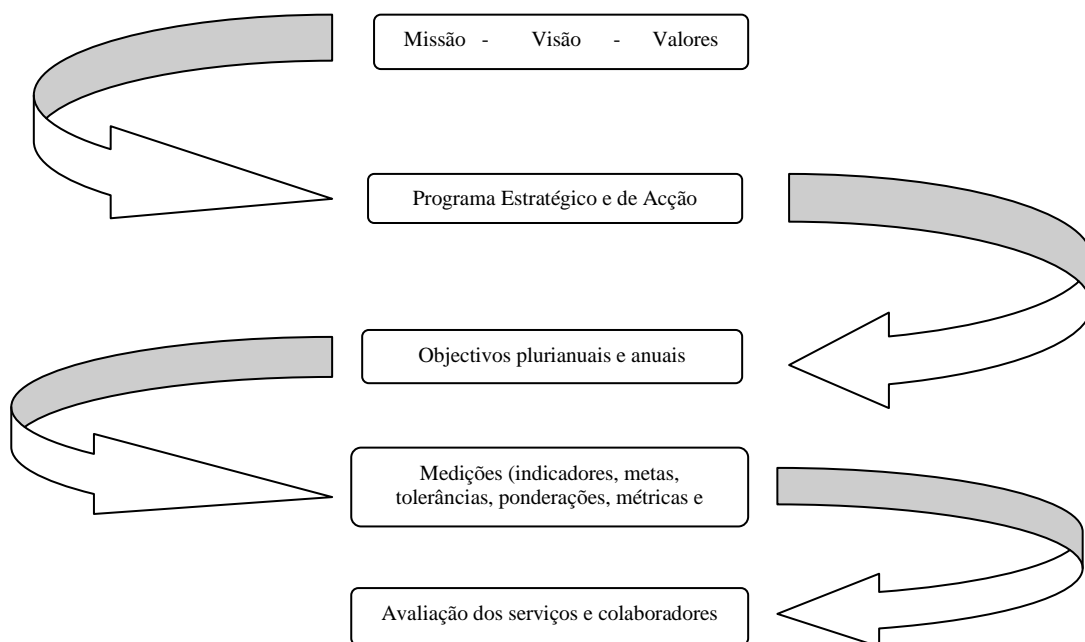 Missão - Visão - Valores
Programa Estratégico e de Acção
Objectivos plurianuais e anuais
Medições (indicadores, metas,
tolerâncias, ponderações, métricas e
Avaliação dos serviços e colaboradores